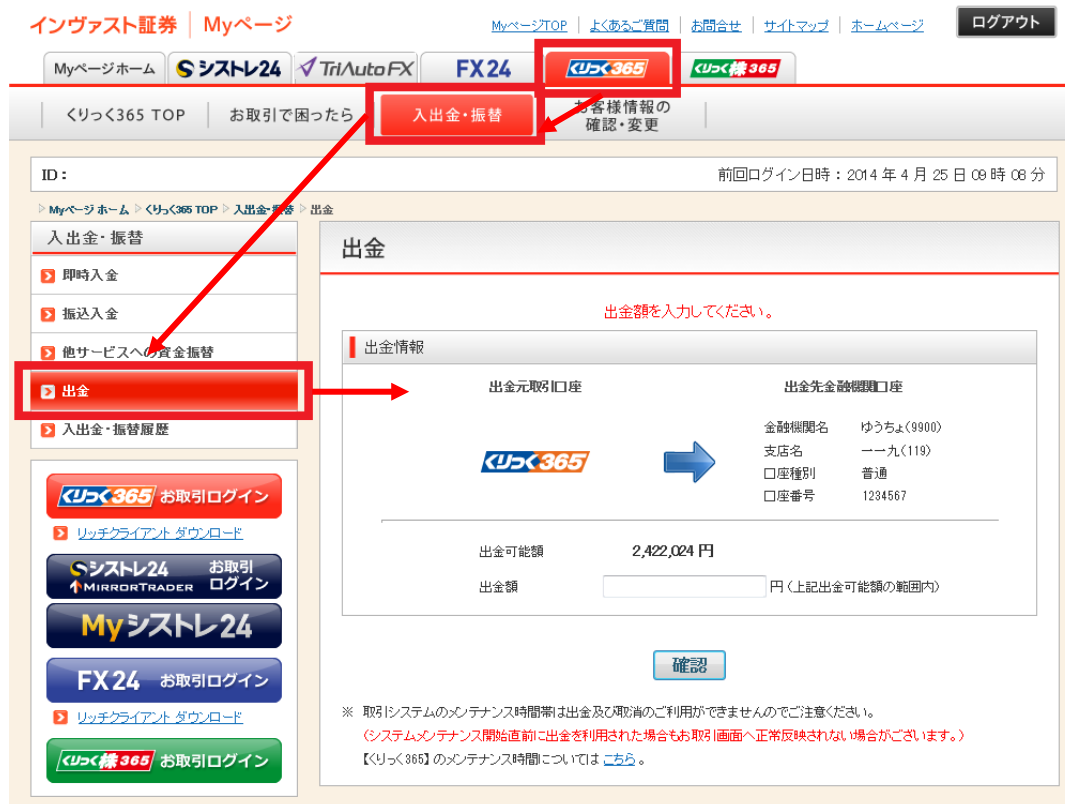 インヴァスト証券 Myページ
MyページTOP よくあるご質問 お問合せ サイトマップ ホームページ ログアウト
Myページホーム シストレ24 TriAutoFX FX24 くりっく365 くりっく株365
くりっく365 TOP お取引で困ったら 入出金・振替 お客様情報の
確認・変更
ID：
前回ログイン日時：2014 年 4 月 25 日 09 時 08 分
Myページ ホーム くりっく365 TOP 入出金・振替 出金
入出金・振替
即時入金
振込入金
他サービスへの資金振替
出金
入出金・振替履歴
くりっく365 お取引ログイン
リッチクライアント ダウンロード
シストレ24 お取引
MIRRORTRADER ログイン
Myシストレ24
FX24 お取引ログイン
リッチクライアント ダウンロード
くりっく株365 お取引ログイン
出金
出金額を入力してください。
出金情報
出金元取引口座 出金先金融機関口座
くりっく365
金融機関名 ゆうちょ(9900)
支店名 一一九(119)
口座種別 普通
口座番号 1234567
出金可能額 2,422,024 円
出金額 円（上記出金可能額の範囲内）
確認
※ 取引システムのメンテナンス時間帯は出金及び取消のご利用ができませんのでご注意ください。
（システムメンテナンス開始直前に出金を利用された場合もお取引画面へ正常反映されない場合がございます。）
【くりっく365】のメンテナンス時間については こちら 。